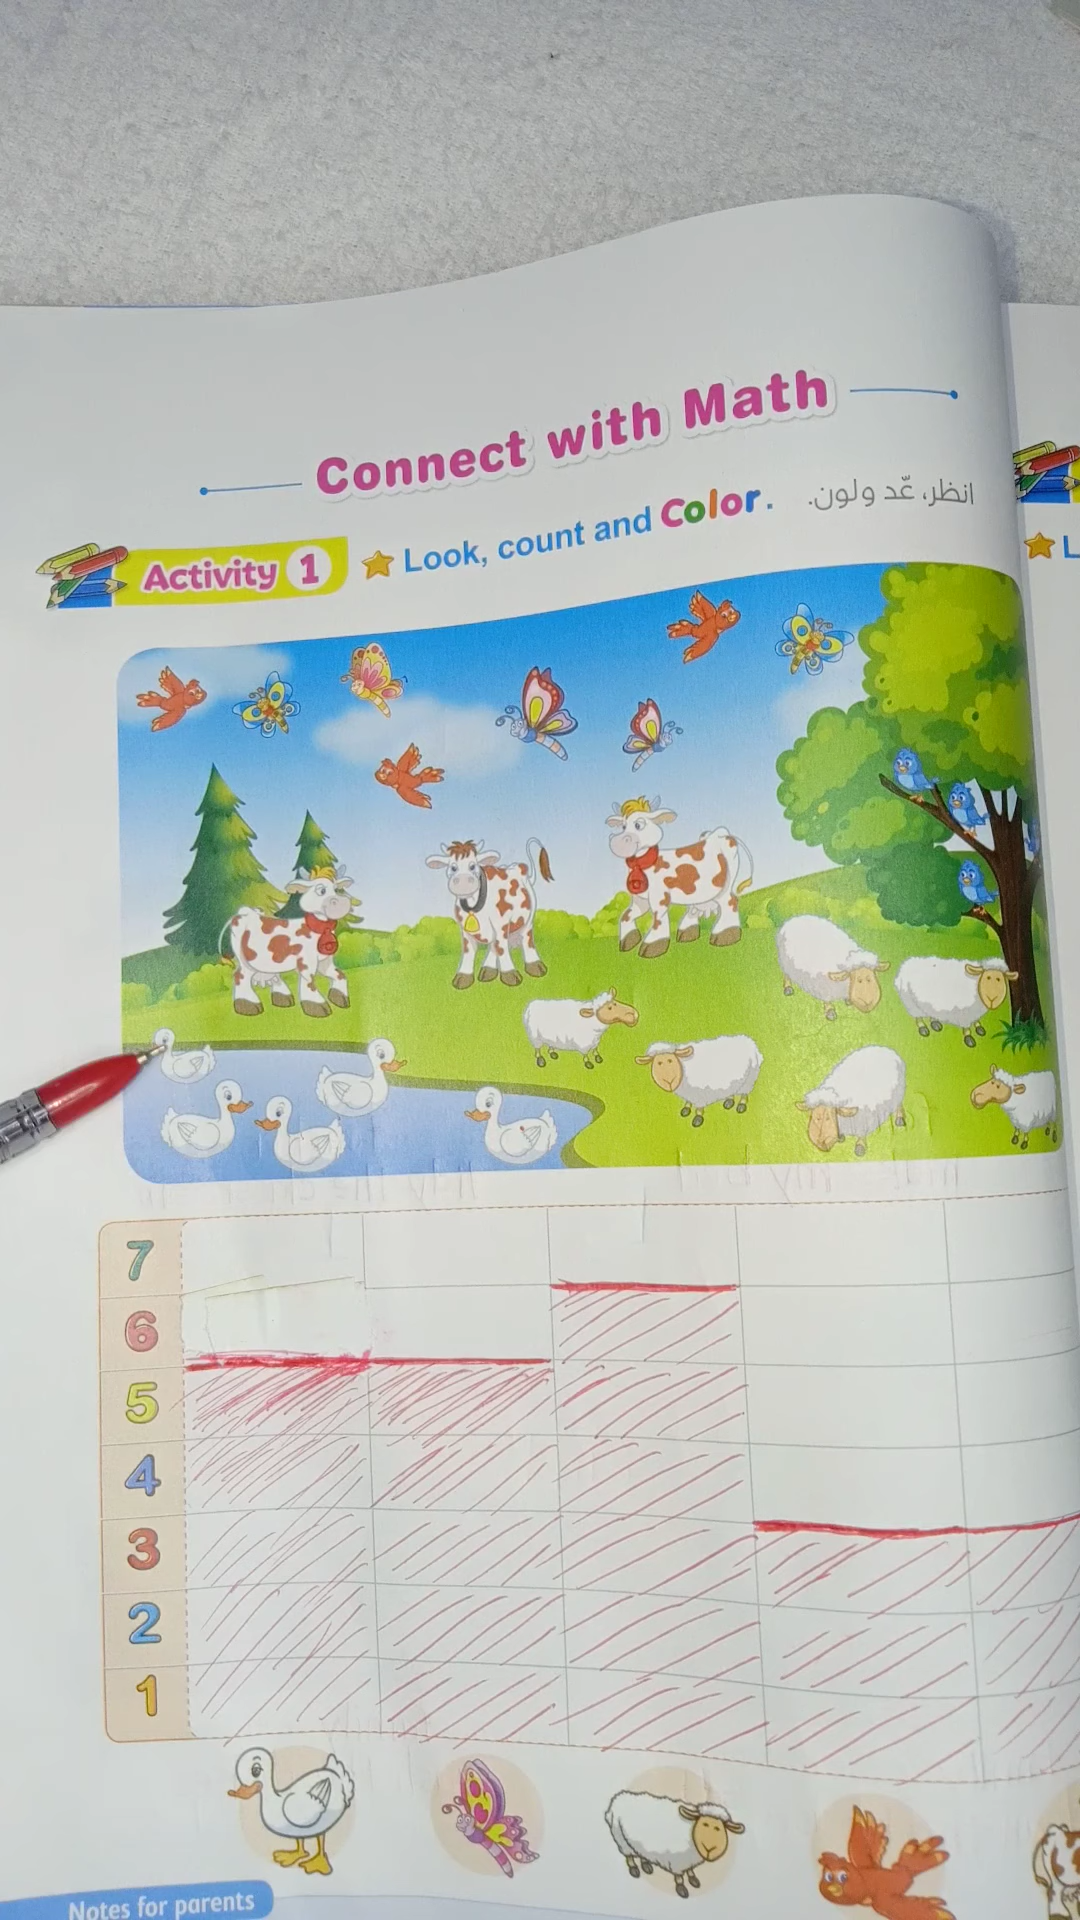 Connect with Math
Activity 1 Look, count and Color. انظر، عّد ولون.
L
7
6
5
4
3
2
1
Notes for parents